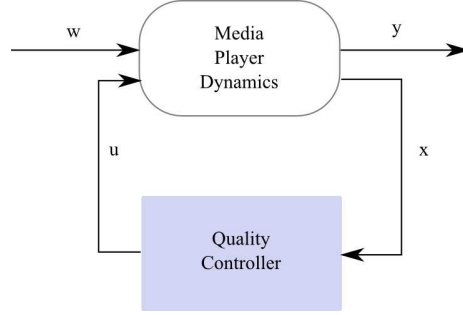 w
Media
Player
Dynamics
y
u
x
Quality
Controller